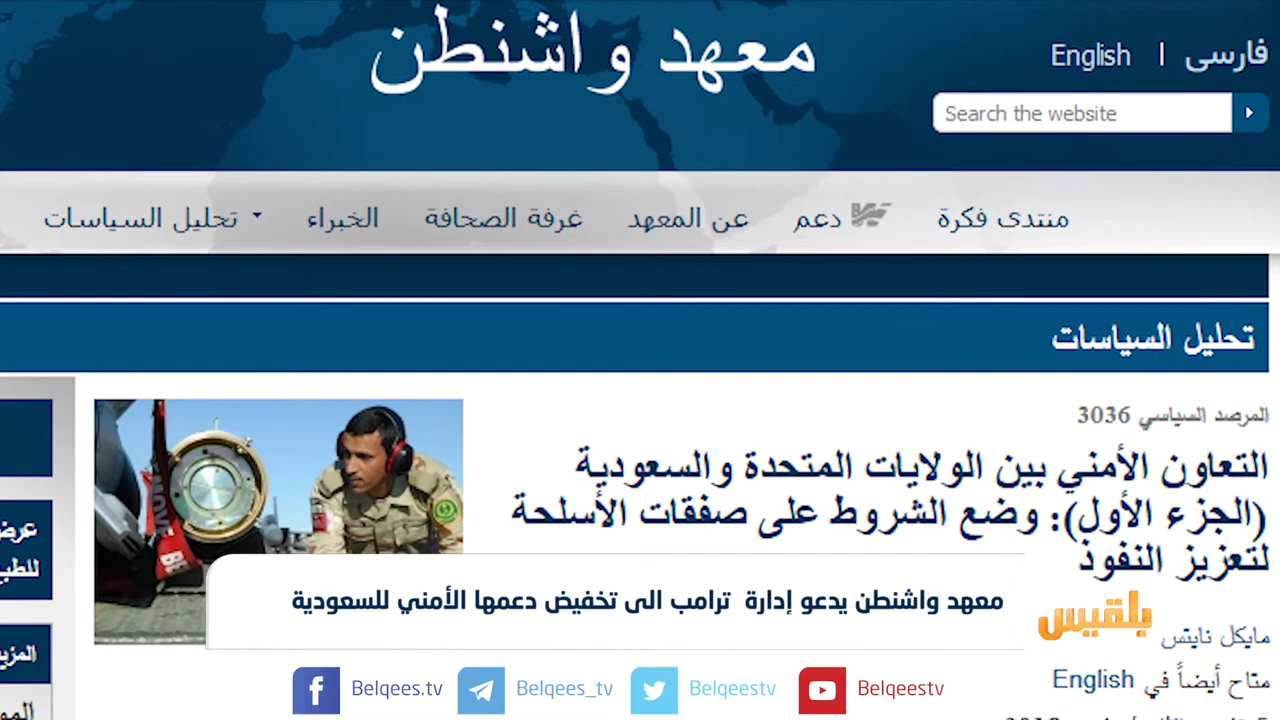 معهد واشنطن
فارسی | English
Search the website
منتدى فكرة
دعم
عن المعهد
غرفة الصحافة
الخبراء
تحليل السياسات
تحليل السياسات
المرصد السياسي 3036
التعاون الأمني بين الولايات المتحدة والسعودية
(الجزء الأول): وضع الشروط على صفقات الأسلحة
لتعزيز النفوذ
مايكل نايتس
متاح أيضاً في English
معهد واشنطن يدعو إدارة ترامب الى تخفيض دعمها الأمني للسعودية
بلقيس
Belqees.tv
Belqees_tv
Belqeestv
Belqeestv